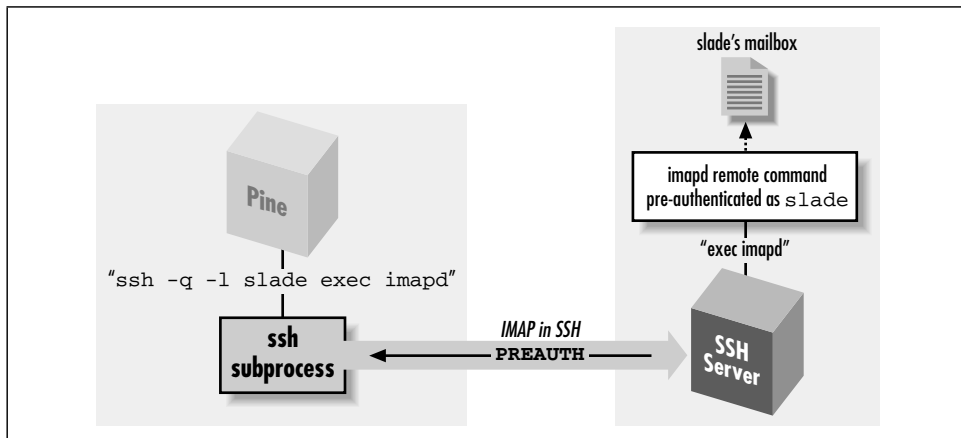 slade's mailbox
imapd remote command
pre-authenticated as slade
"exec imapd"
Pine
"ssh -q -l slade exec imapd"
ssh
subprocess
IMAP in SSH
PREAUTH
SSH
Server